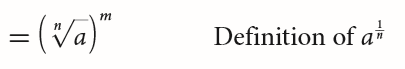 = (ⁿ√a)ᵐ Definition of a^{1/n}